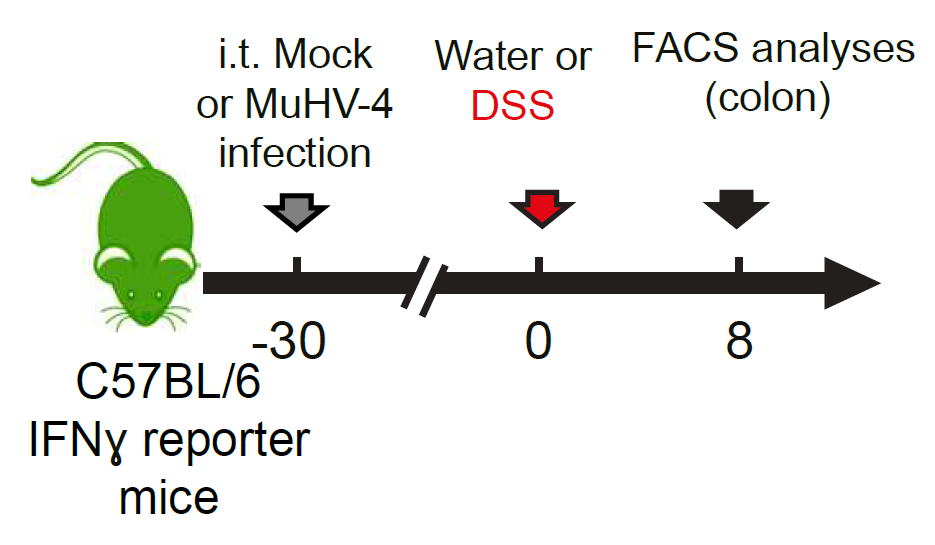 i.t. Mock
or MuHV-4
infection
Water or
DSS
FACS analyses
(colon)
-30
0
8
C57BL/6
IFNɣ reporter
mice